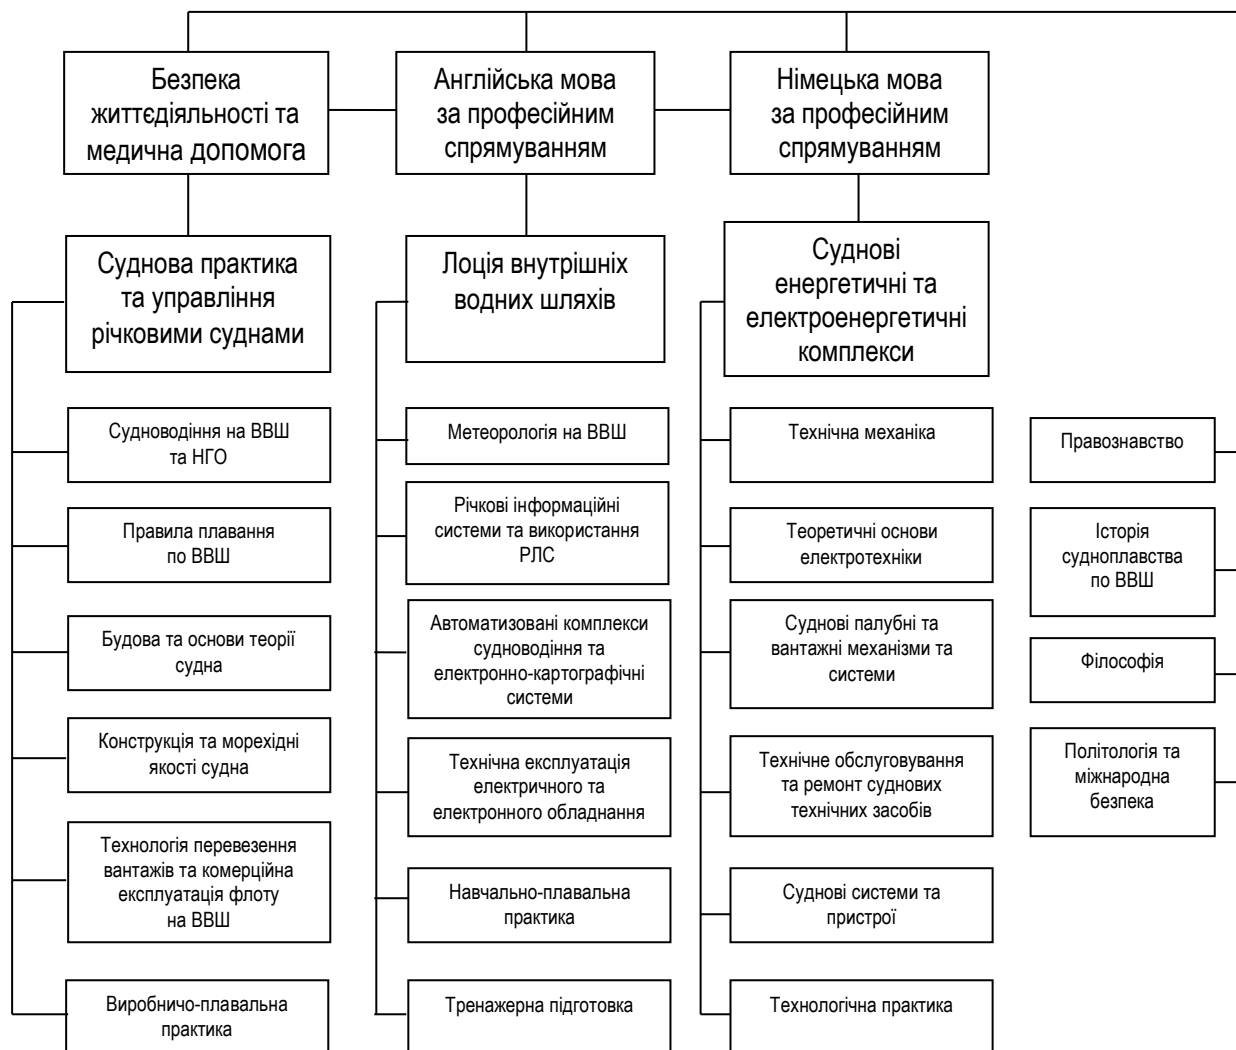 Безпека
життєдіяльності та
медична допомога
Англійська мова
за професійним
спрямуванням
Німецька мова
за професійним
спрямуванням
Суднова практика
та управління
річковими суднами
Лоція внутрішніх
водних шляхів
Суднові
енергетичні та
електроенергетичні
комплекси
Судноводіння на ВВШ
та НГО
Правила плавання
по ВВШ
Будова та основи теорії
судна
Конструкція та морехідні
якості судна
Технологія перевезення
вантажів та комерційна
експлуатація флоту
на ВВШ
Виробничо-плавальна
практика
Метеорологія на ВВШ
Річкові інформаційні
системи та використання
РЛС
Автоматизовані комплекси
судноводіння та
електронно-картографічні
системи
Технічна експлуатація
електричного та
електронного обладнання
Навчально-плавальна
практика
Тренажерна підготовка
Технічна механіка
Теоретичні основи
електротехніки
Суднові палубні та
вантажні механізми та
системи
Технічне обслуговування
та ремонт суднових
технічних засобів
Суднові системи та
пристрої
Технологічна практика
Правознавство
Історія
судноплавства
по ВВШ
Філософія
Політологія та
міжнародна
безпека